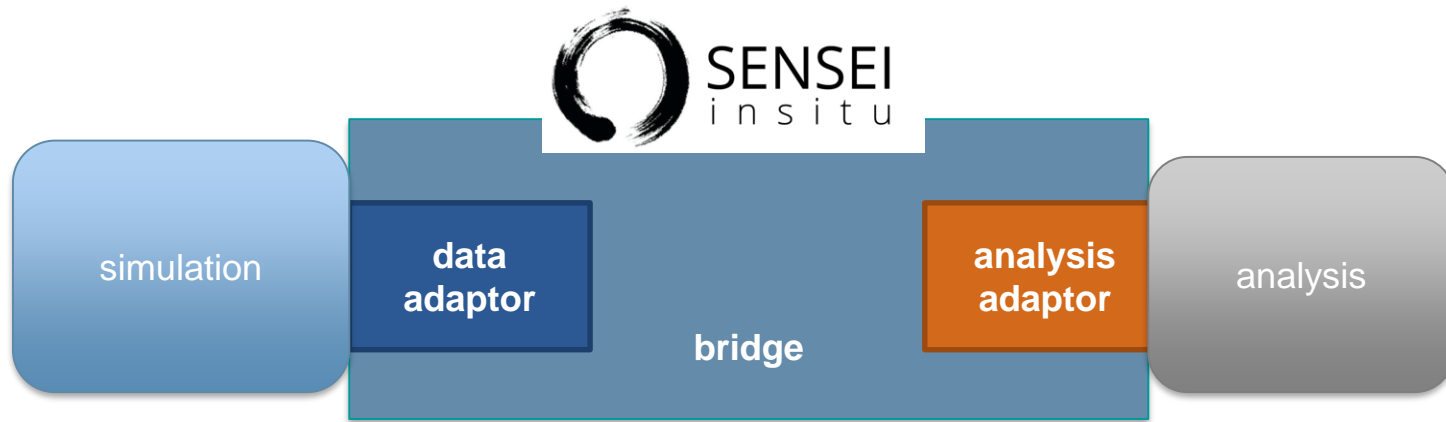 SENSEI
insitu
simulation
data
adaptor
bridge
analysis
adaptor
analysis